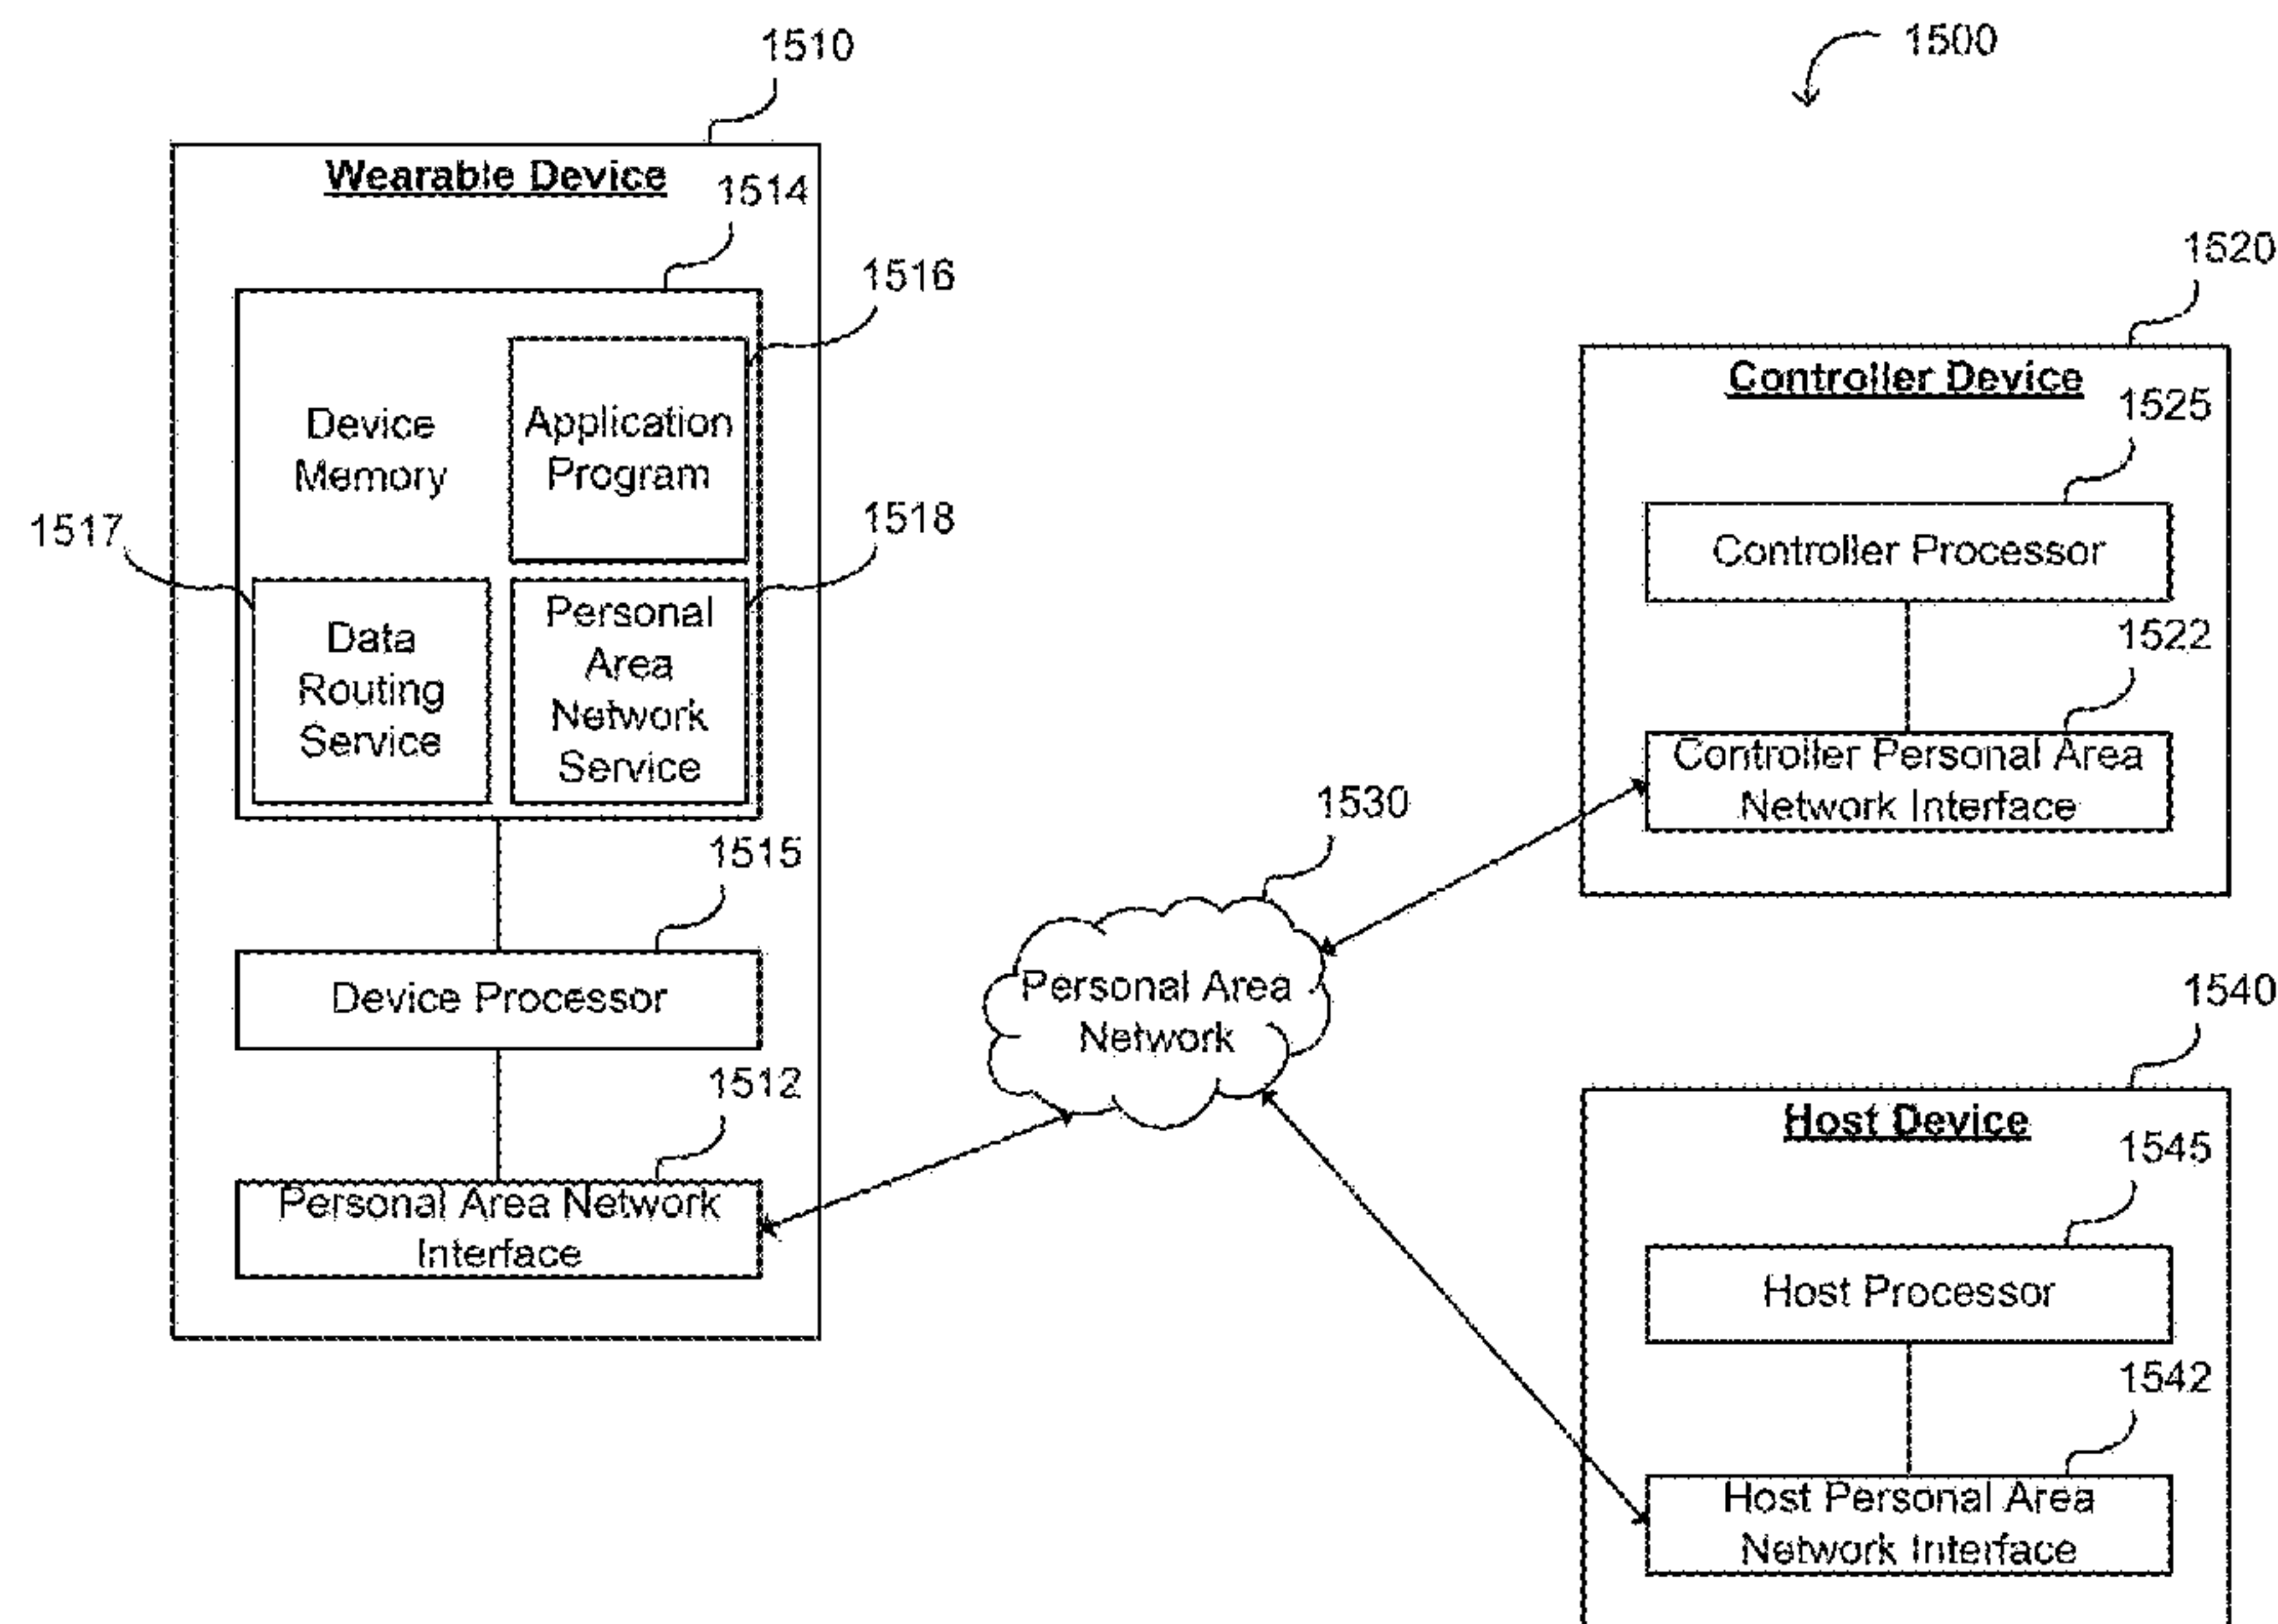 1510
1500
Wearable Device
1514
1516
1520
Device
Memory
Application
Program
Controller Device
1525
1517
1518
Controller Processor
Data
Routing
Service
Personal
Area
Network
Service
1522
Controller Personal Area
Network Interface
1515
1530
Device Processor
Personal Area
Network
1540
1512
Host Device
1545
Personal Area Network
Interface
Host Processor
1542
Host Personal Area
Network Interface